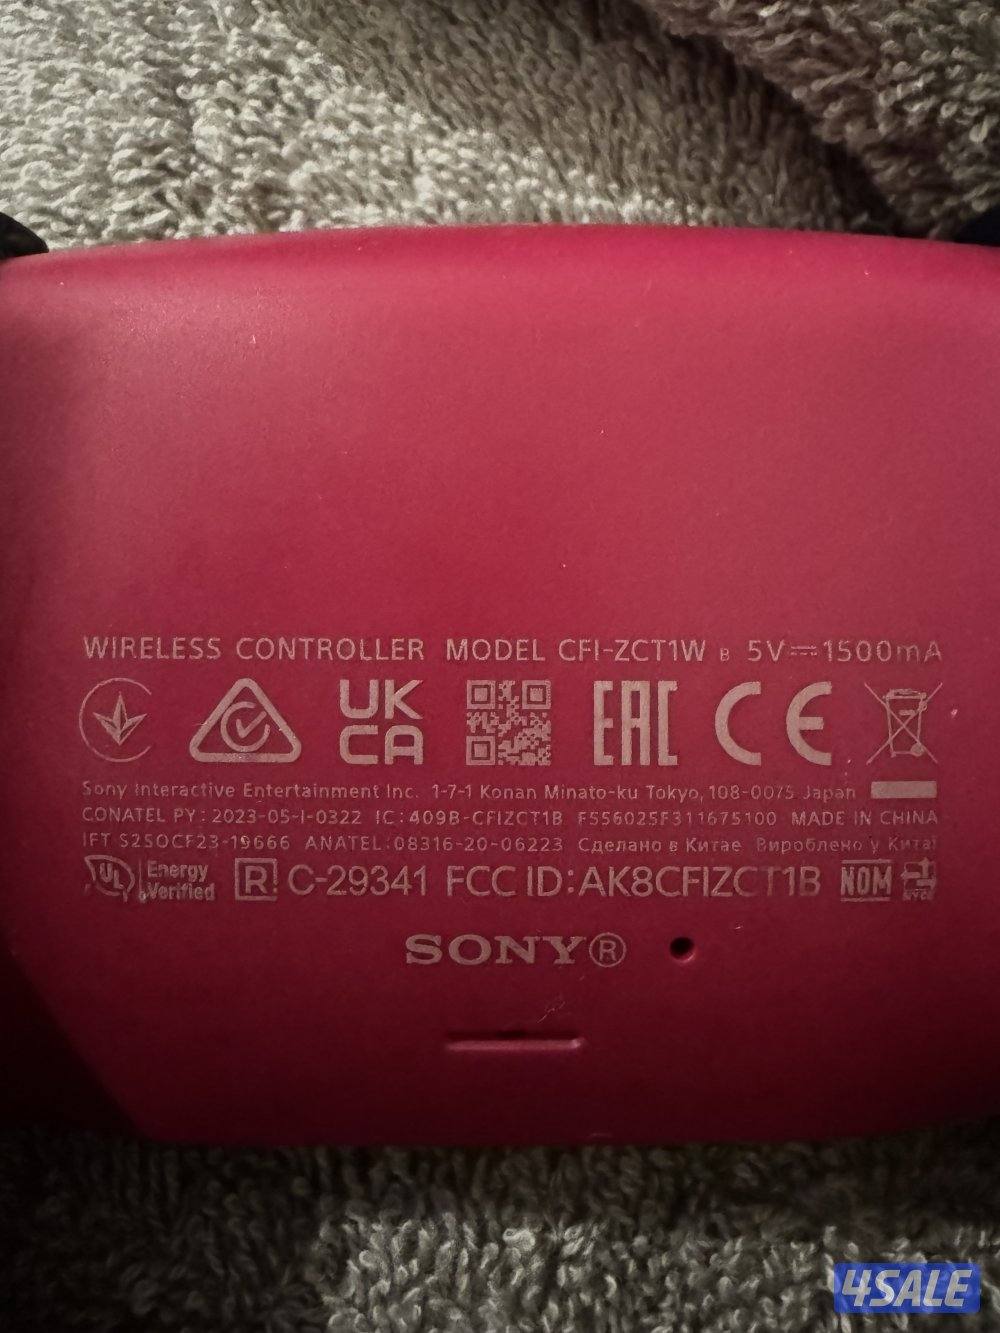 WIRELESS CONTROLLER MODEL CFI-ZCT1W B 5V⎓1500mA
UK CA EAC CE
Sony Interactive Entertainment Inc. 1-7-1 Konan Minato-ku Tokyo, 108-0075 Japan
CONATEL PY: 2023-05-I-0322 IC: 409B-CFIZCT1B F556025F311675100 MADE IN CHINA
IFT S2SOCF23-19666 ANATEL:08316-20-06223 Сделано в Китае Вироблено у Китаї
UL Energy Verified R C-29341 FCC ID:AK8CFIZCT1B NOM NYCE
SONY®
4SALE